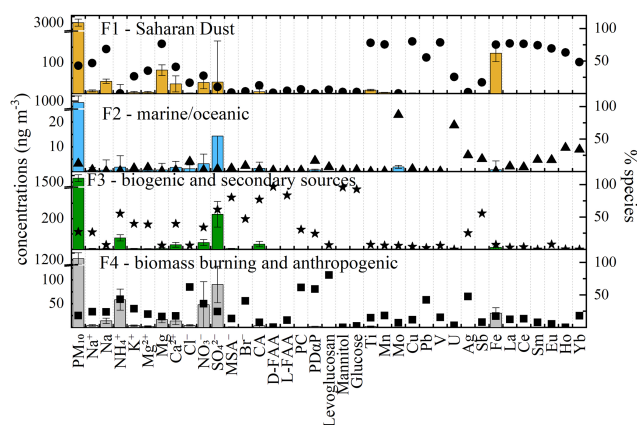 3000
100
F1 - Saharan Dust
100
50
0
1000
20
10
F2 - marine/oceanic
100
50
0
1500
200
F3 - biogenic and secondary sources
100
50
0
1200
100
50
F4 - biomass burning and anthropogenic
100
50
0
concentrations (ng m⁻³)
% species
PM₁₀
Na⁺
Na
NH₄⁺
K⁺
Mg²⁺
Mg
Ca²⁺
Cl⁻
NO₃⁻
SO₄²⁻
MSA⁻
Br⁻
CA
D-FAA
L-FAA
PC
PDαP
Levoglucosan
Mannitol
Glucose
Ti
Mn
Mo
Cu
Pb
V
U
Ag
Sb
Fe
La
Ce
Sm
Eu
Ho
Yb